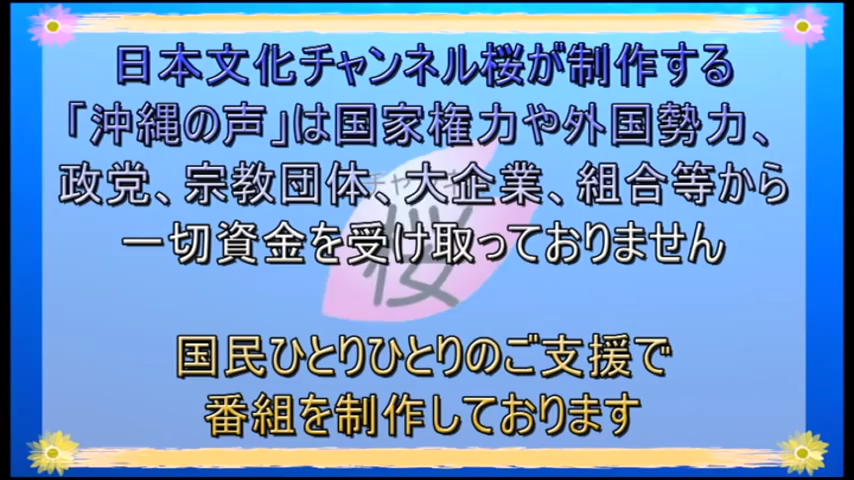 日本文化チャンネル桜が制作する
「沖縄の声」は国家権力や外国勢力、
政党、宗教団体、大企業、組合等から
一切資金を受け取っておりません
桜
国民ひとりひとりのご支援で
番組を制作しております